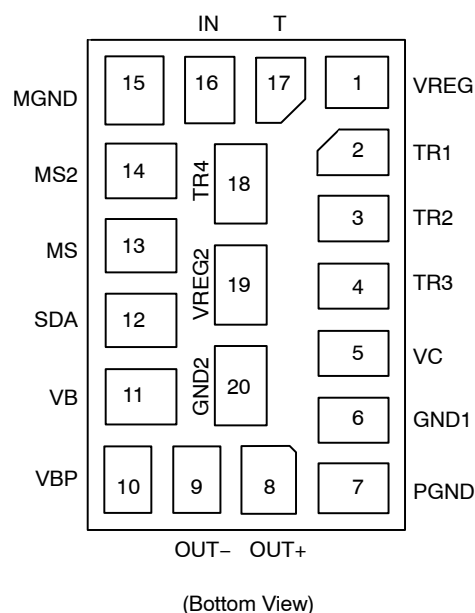 IN T
15 16 17 1
MGND VREG
14 18 2
MS2 TR4 TR1
3
TR2
13 19 4
MS VREG2 TR3
12 5
SDA VC
11 20 6
VB GND2 GND1
10 9 8 7
VBP PGND
OUT− OUT+
(Bottom View)